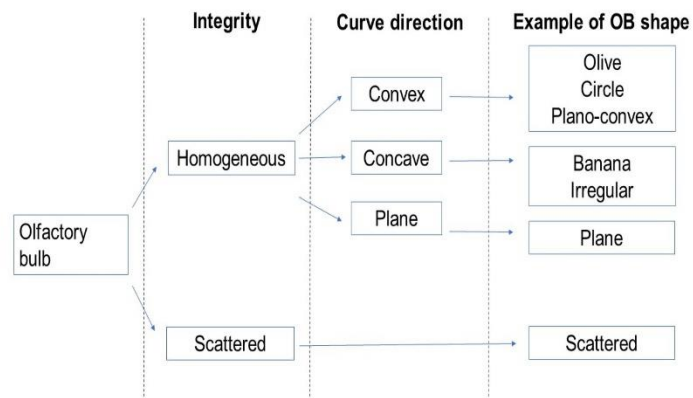 Integrity
Curve direction
Example of OB shape
Olfactory
bulb
Homogeneous
Scattered
Convex
Concave
Plane
Olive
Circle
Plano-convex
Banana
Irregular
Plane
Scattered